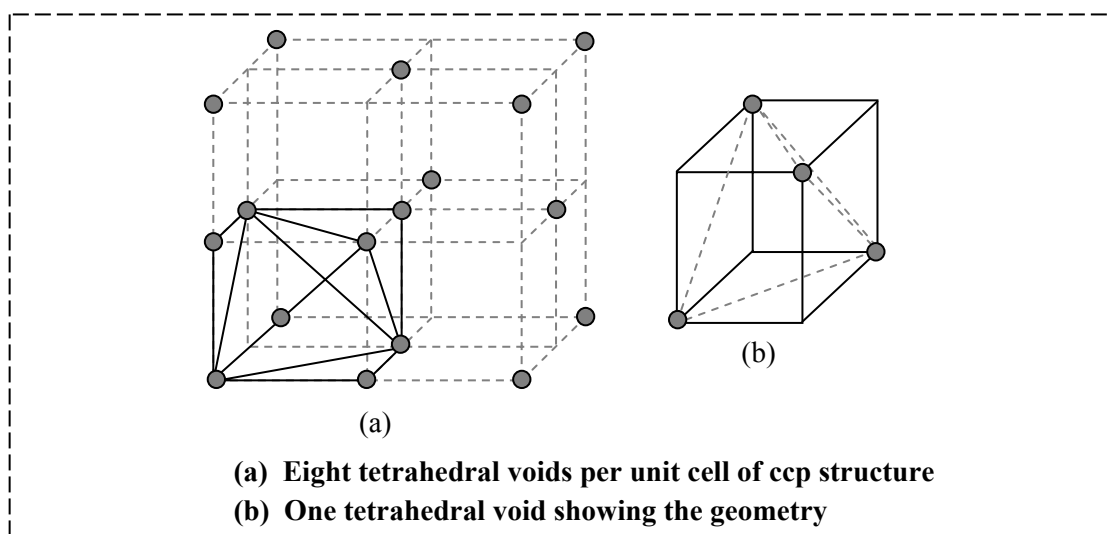 (a)
(b)
(a) Eight tetrahedral voids per unit cell of ccp structure
(b) One tetrahedral void showing the geometry